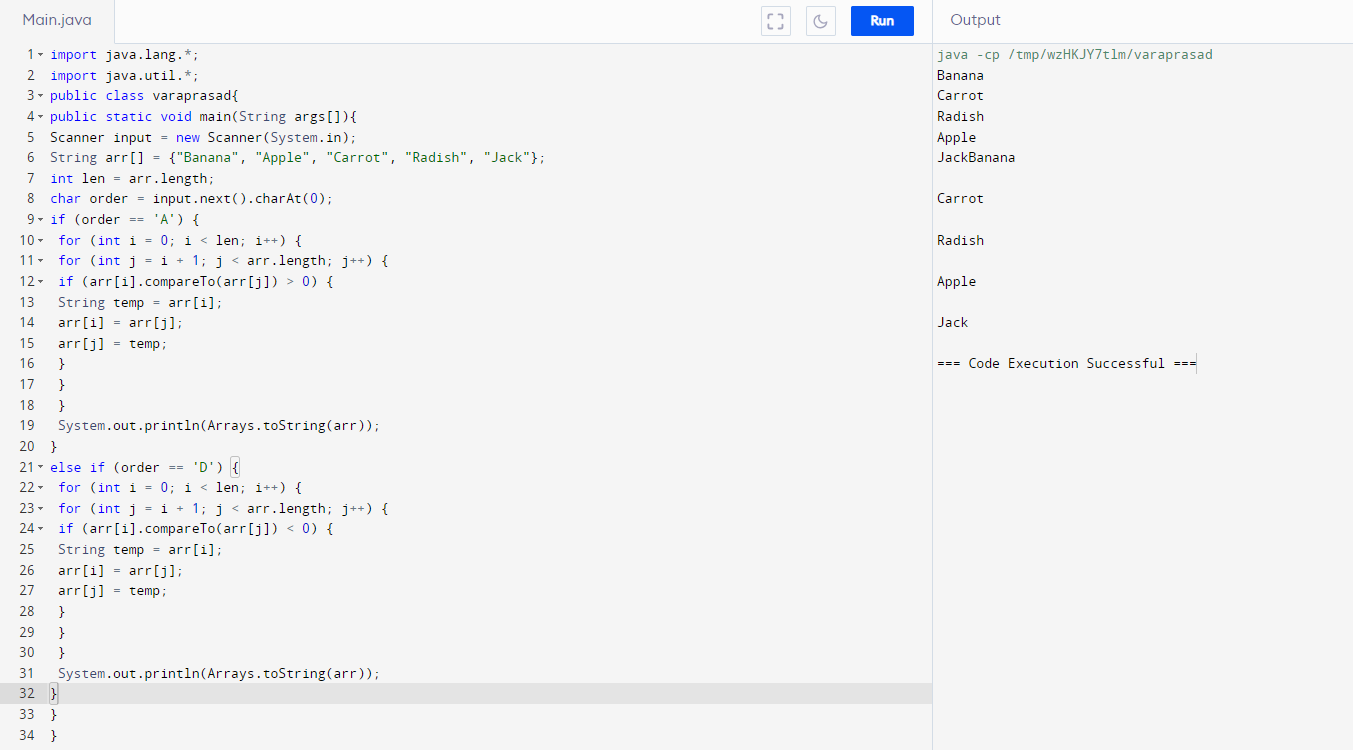 Main.java
Run
Output
1 import java.lang.*;
2 import java.util.*;
3 public class varaprasad{
4 public static void main(String args[]){
5 Scanner input = new Scanner(System.in);
6 String arr[] = {"Banana", "Apple", "Carrot", "Radish", "Jack"};
7 int len = arr.length;
8 char order = input.next().charAt(0);
9 if (order == 'A') {
10 for (int i = 0; i < len; i++) {
11 for (int j = i + 1; j < arr.length; j++) {
12 if (arr[i].compareTo(arr[j]) > 0) {
13 String temp = arr[i];
14 arr[i] = arr[j];
15 arr[j] = temp;
16 }
17 }
18 }
19 System.out.println(Arrays.toString(arr));
20 }
21 else if (order == 'D') {
22 for (int i = 0; i < len; i++) {
23 for (int j = i + 1; j < arr.length; j++) {
24 if (arr[i].compareTo(arr[j]) < 0) {
25 String temp = arr[i];
26 arr[i] = arr[j];
27 arr[j] = temp;
28 }
29 }
30 }
31 System.out.println(Arrays.toString(arr));
32 }
33 }
34 }
java -cp /tmp/wzHKJY7tlm/varaprasad
Banana
Carrot
Radish
Apple
JackBanana
Carrot
Radish
Apple
Jack
=== Code Execution Successful ===